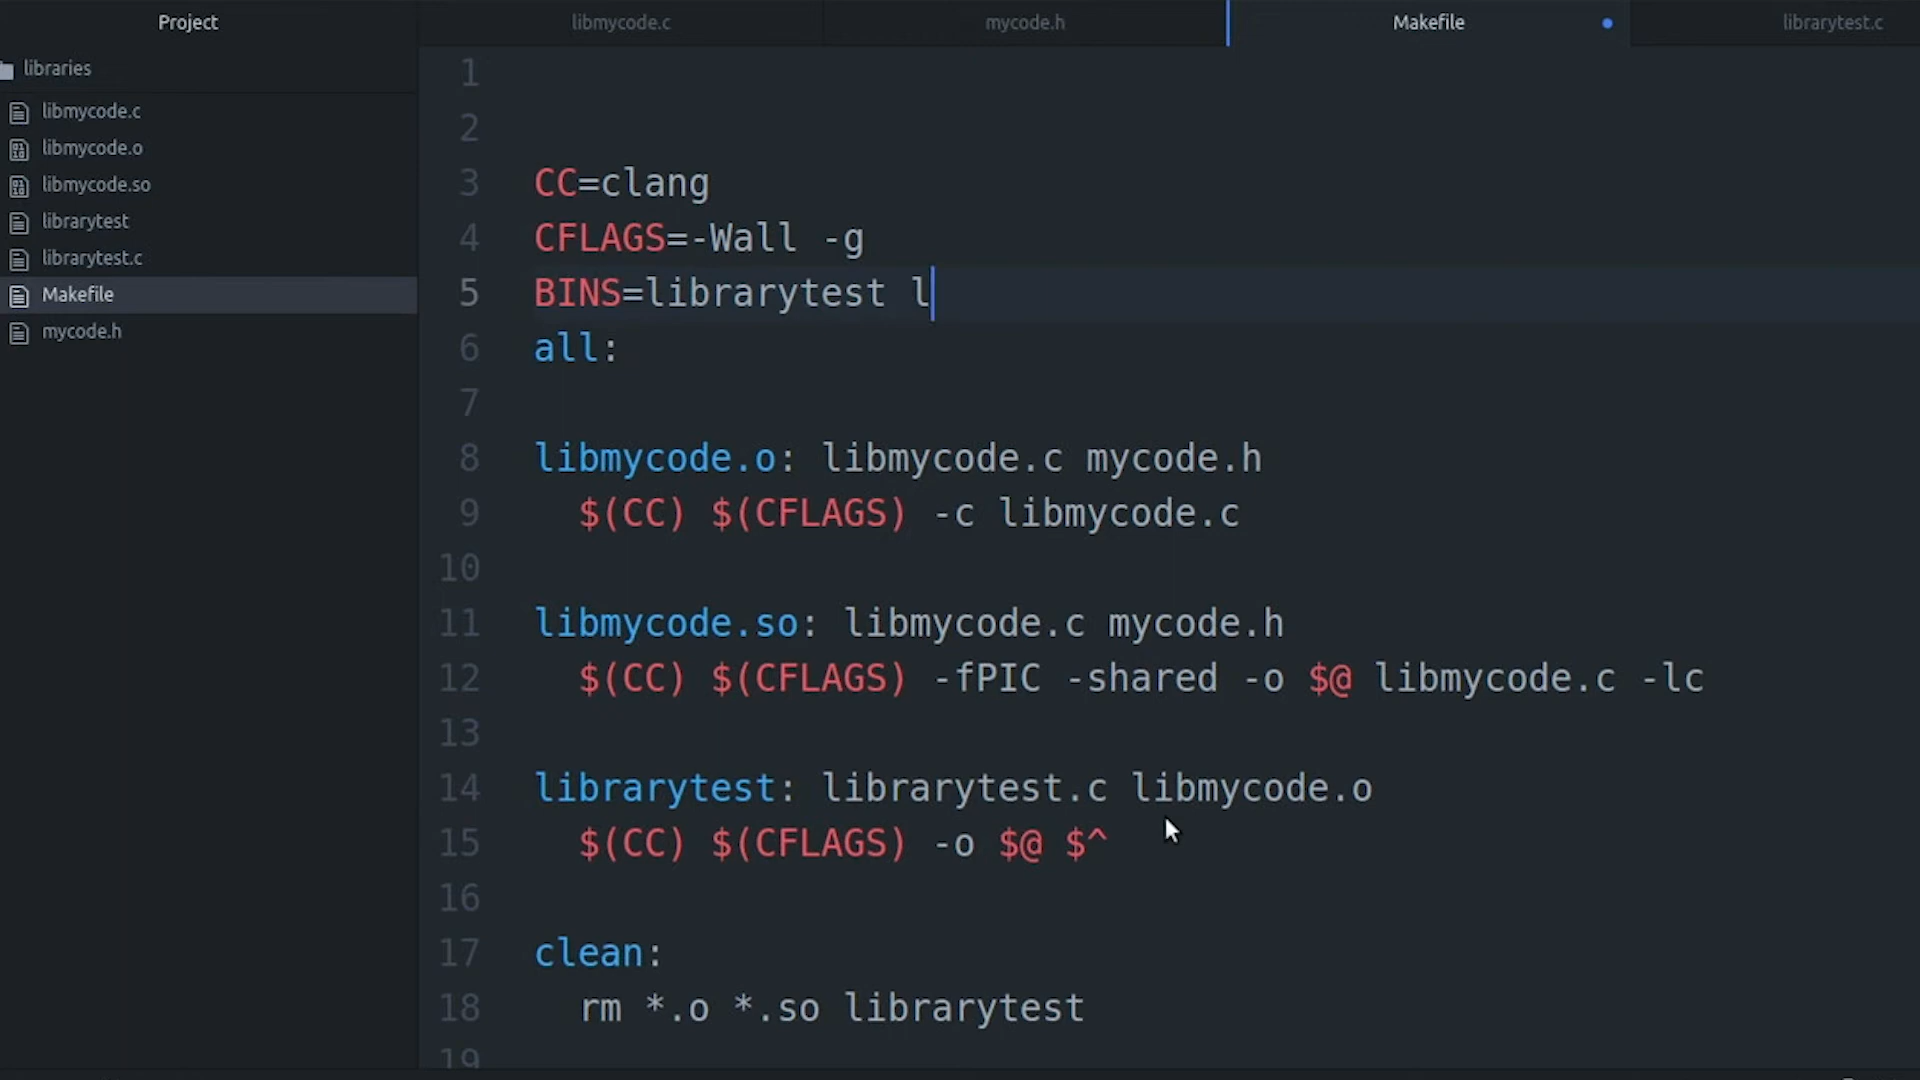 Project
libraries
libmycode.c
libmycode.o
libmycode.so
librarytest
librarytest.c
Makefile
mycode.h
libmycode.c mycode.h Makefile librarytest.c
1
2
3 CC=clang
4 CFLAGS=-Wall -g
5 BINS=librarytest l
6 all:
7
8 libmycode.o: libmycode.c mycode.h
9 $(CC) $(CFLAGS) -c libmycode.c
10
11 libmycode.so: libmycode.c mycode.h
12 $(CC) $(CFLAGS) -fPIC -shared -o $@ libmycode.c -lc
13
14 librarytest: librarytest.c libmycode.o
15 $(CC) $(CFLAGS) -o $@ $^
16
17 clean:
18 rm *.o *.so librarytest
19